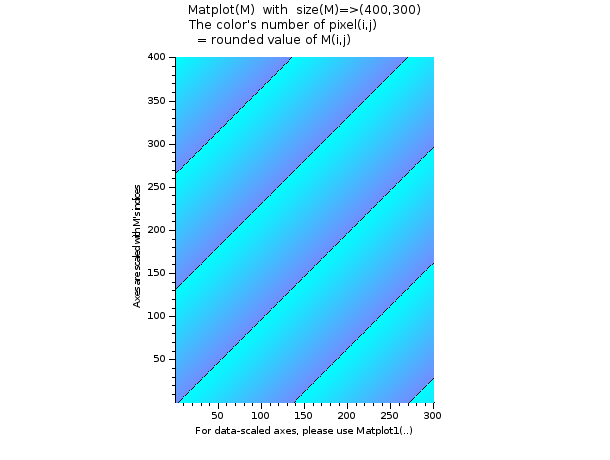 Matplot(M) with size(M)=>(400,300)
The color's number of pixel(i,j)
= rounded value of M(i,j)
400
350
300
250
200
150
100
50
Axes are scaled with M's indices
50 100 150 200 250 300
For data-scaled axes, please use Matplot1(..)